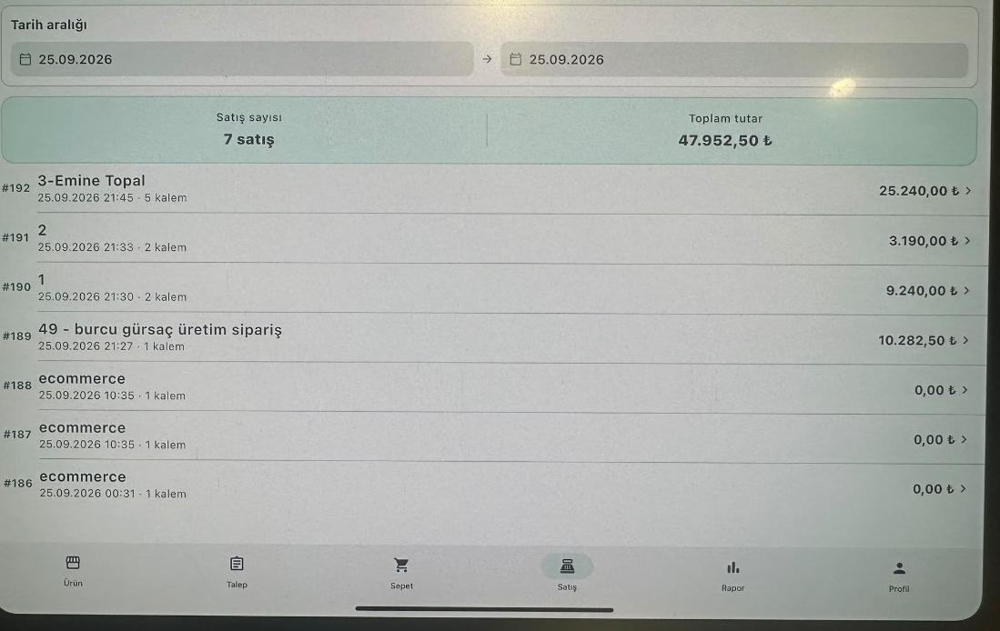 Tarih aralığı
25.09.2026 → 25.09.2026
Satış sayısı
7 satış
Toplam tutar
47.952,50 ₺
#192
3-Emine Topal
25.09.2026 21:45 · 5 kalem
25.240,00 ₺ >
#191
2
25.09.2026 21:33 · 2 kalem
3.190,00 ₺ >
#190
1
25.09.2026 21:30 · 2 kalem
9.240,00 ₺ >
#189
49 - burcu gürsaç üretim sipariş
25.09.2026 21:27 · 1 kalem
10.282,50 ₺ >
#188
ecommerce
25.09.2026 10:35 · 1 kalem
0,00 ₺ >
#187
ecommerce
25.09.2026 10:35 · 1 kalem
0,00 ₺ >
#186
ecommerce
25.09.2026 00:31 · 1 kalem
0,00 ₺ >
Ürün
Talep
Sepet
Satış
Rapor
Profil